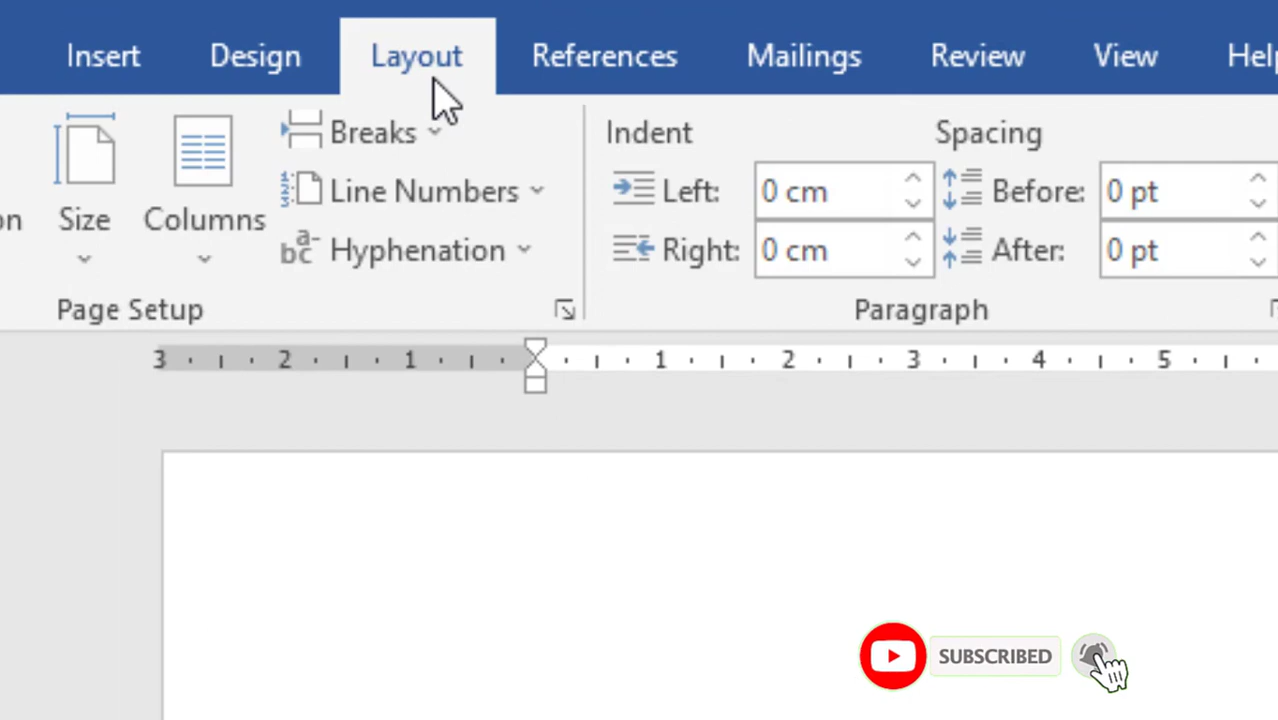 Insert Design Layout References Mailings Review View Hel
Breaks Indent Spacing
Line Numbers Left: 0 cm Before: 0 pt
on Size Columns
bc a- Hyphenation Right: 0 cm After: 0 pt
Page Setup Paragraph
3 2 1 1 2 3 4 5
SUBSCRIBED